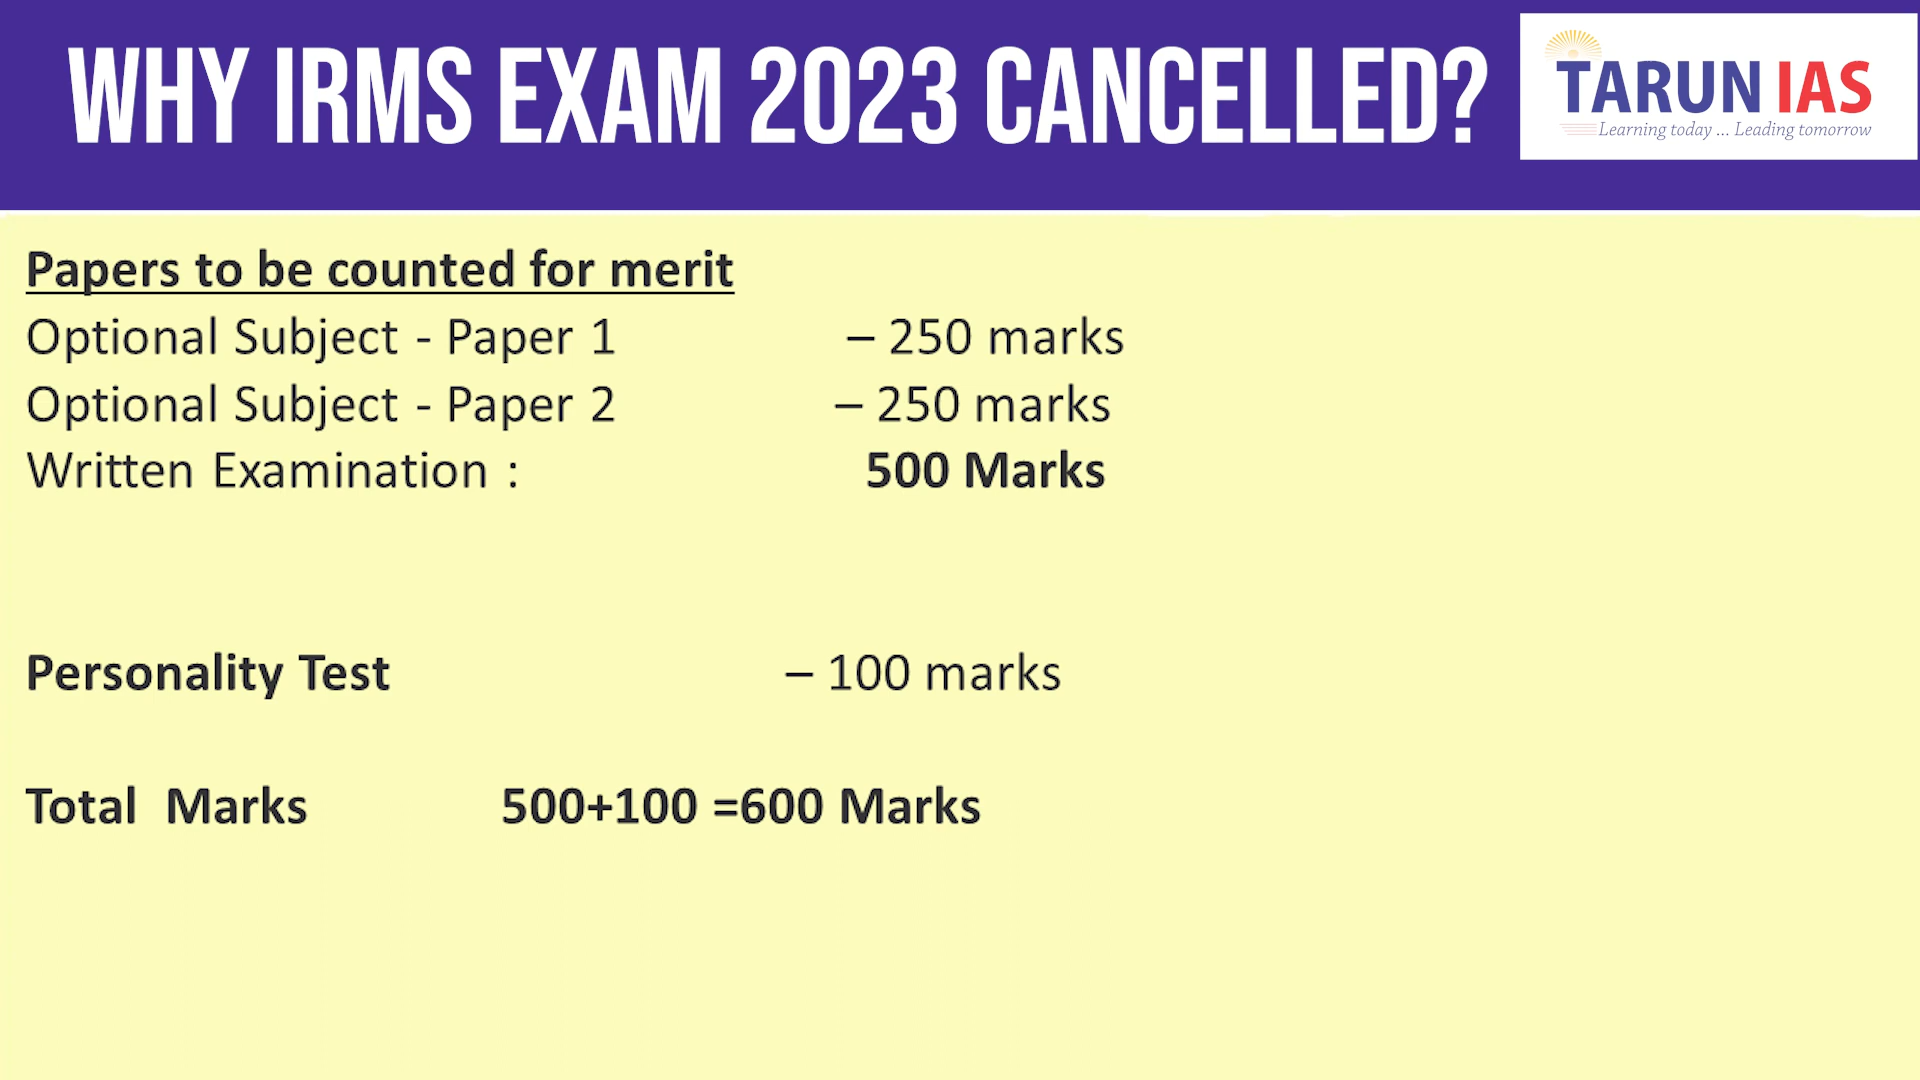 WHY IRMS EXAM 2023 CANCELLED?
TARUN IAS
Learning today ... Leading tomorrow
Papers to be counted for merit
Optional Subject - Paper 1 – 250 marks
Optional Subject - Paper 2 – 250 marks
Written Examination : 500 Marks
Personality Test – 100 marks
Total Marks 500+100 =600 Marks